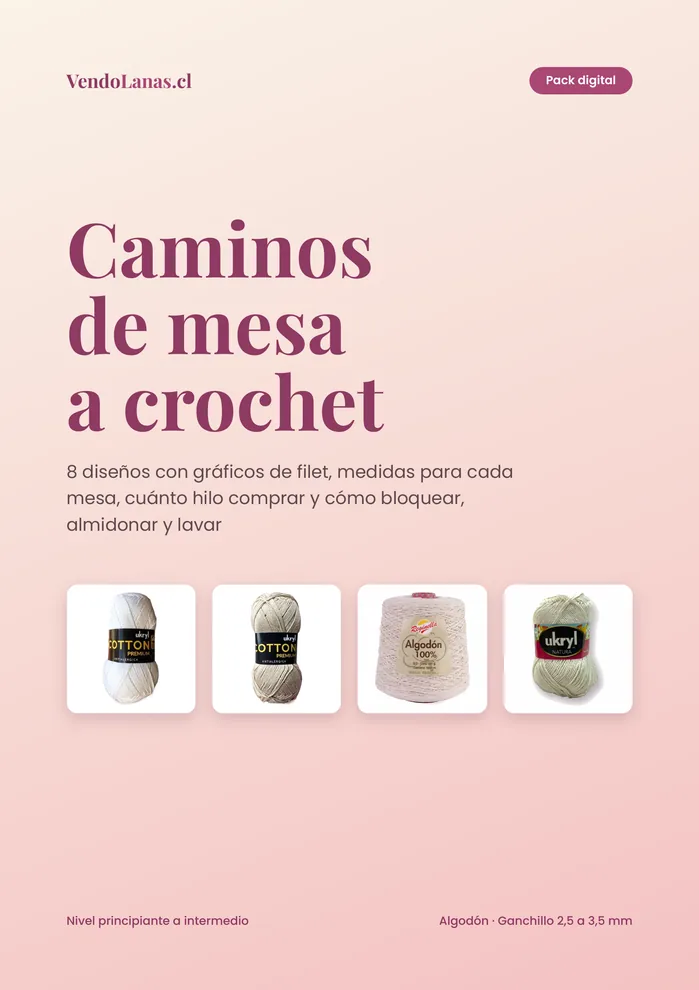 VendoLanas.cl
Pack digital
Caminos
de mesa
a crochet
8 diseños con gráficos de filet, medidas para cada
mesa, cuánto hilo comprar y cómo bloquear,
almidonar y lavar
ukryl
COTTON
PREMIUM
ukryl
COTTON
PREMIUM
Algodón
100%
ukryl
NATURA
Nivel principiante a intermedio
Algodón · Ganchillo 2,5 a 3,5 mm